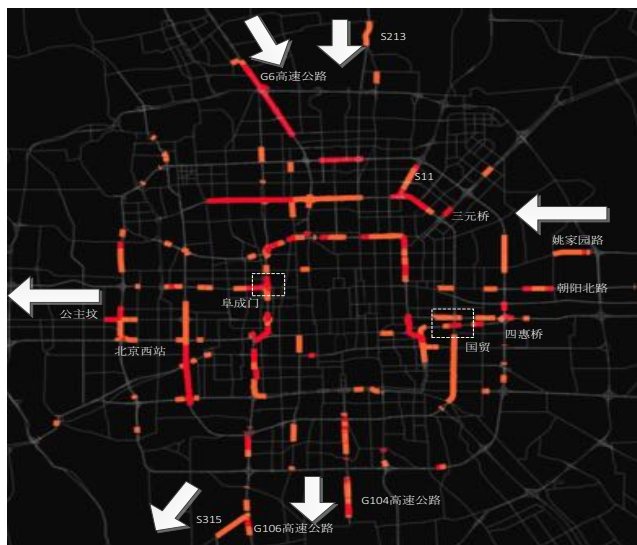 S213
G6高速公路
S11
三元桥
姚家园路
朝阳北路
阜成门
公主坟
四惠桥
国贸
北京西站
G104高速公路
S315
G106高速公路